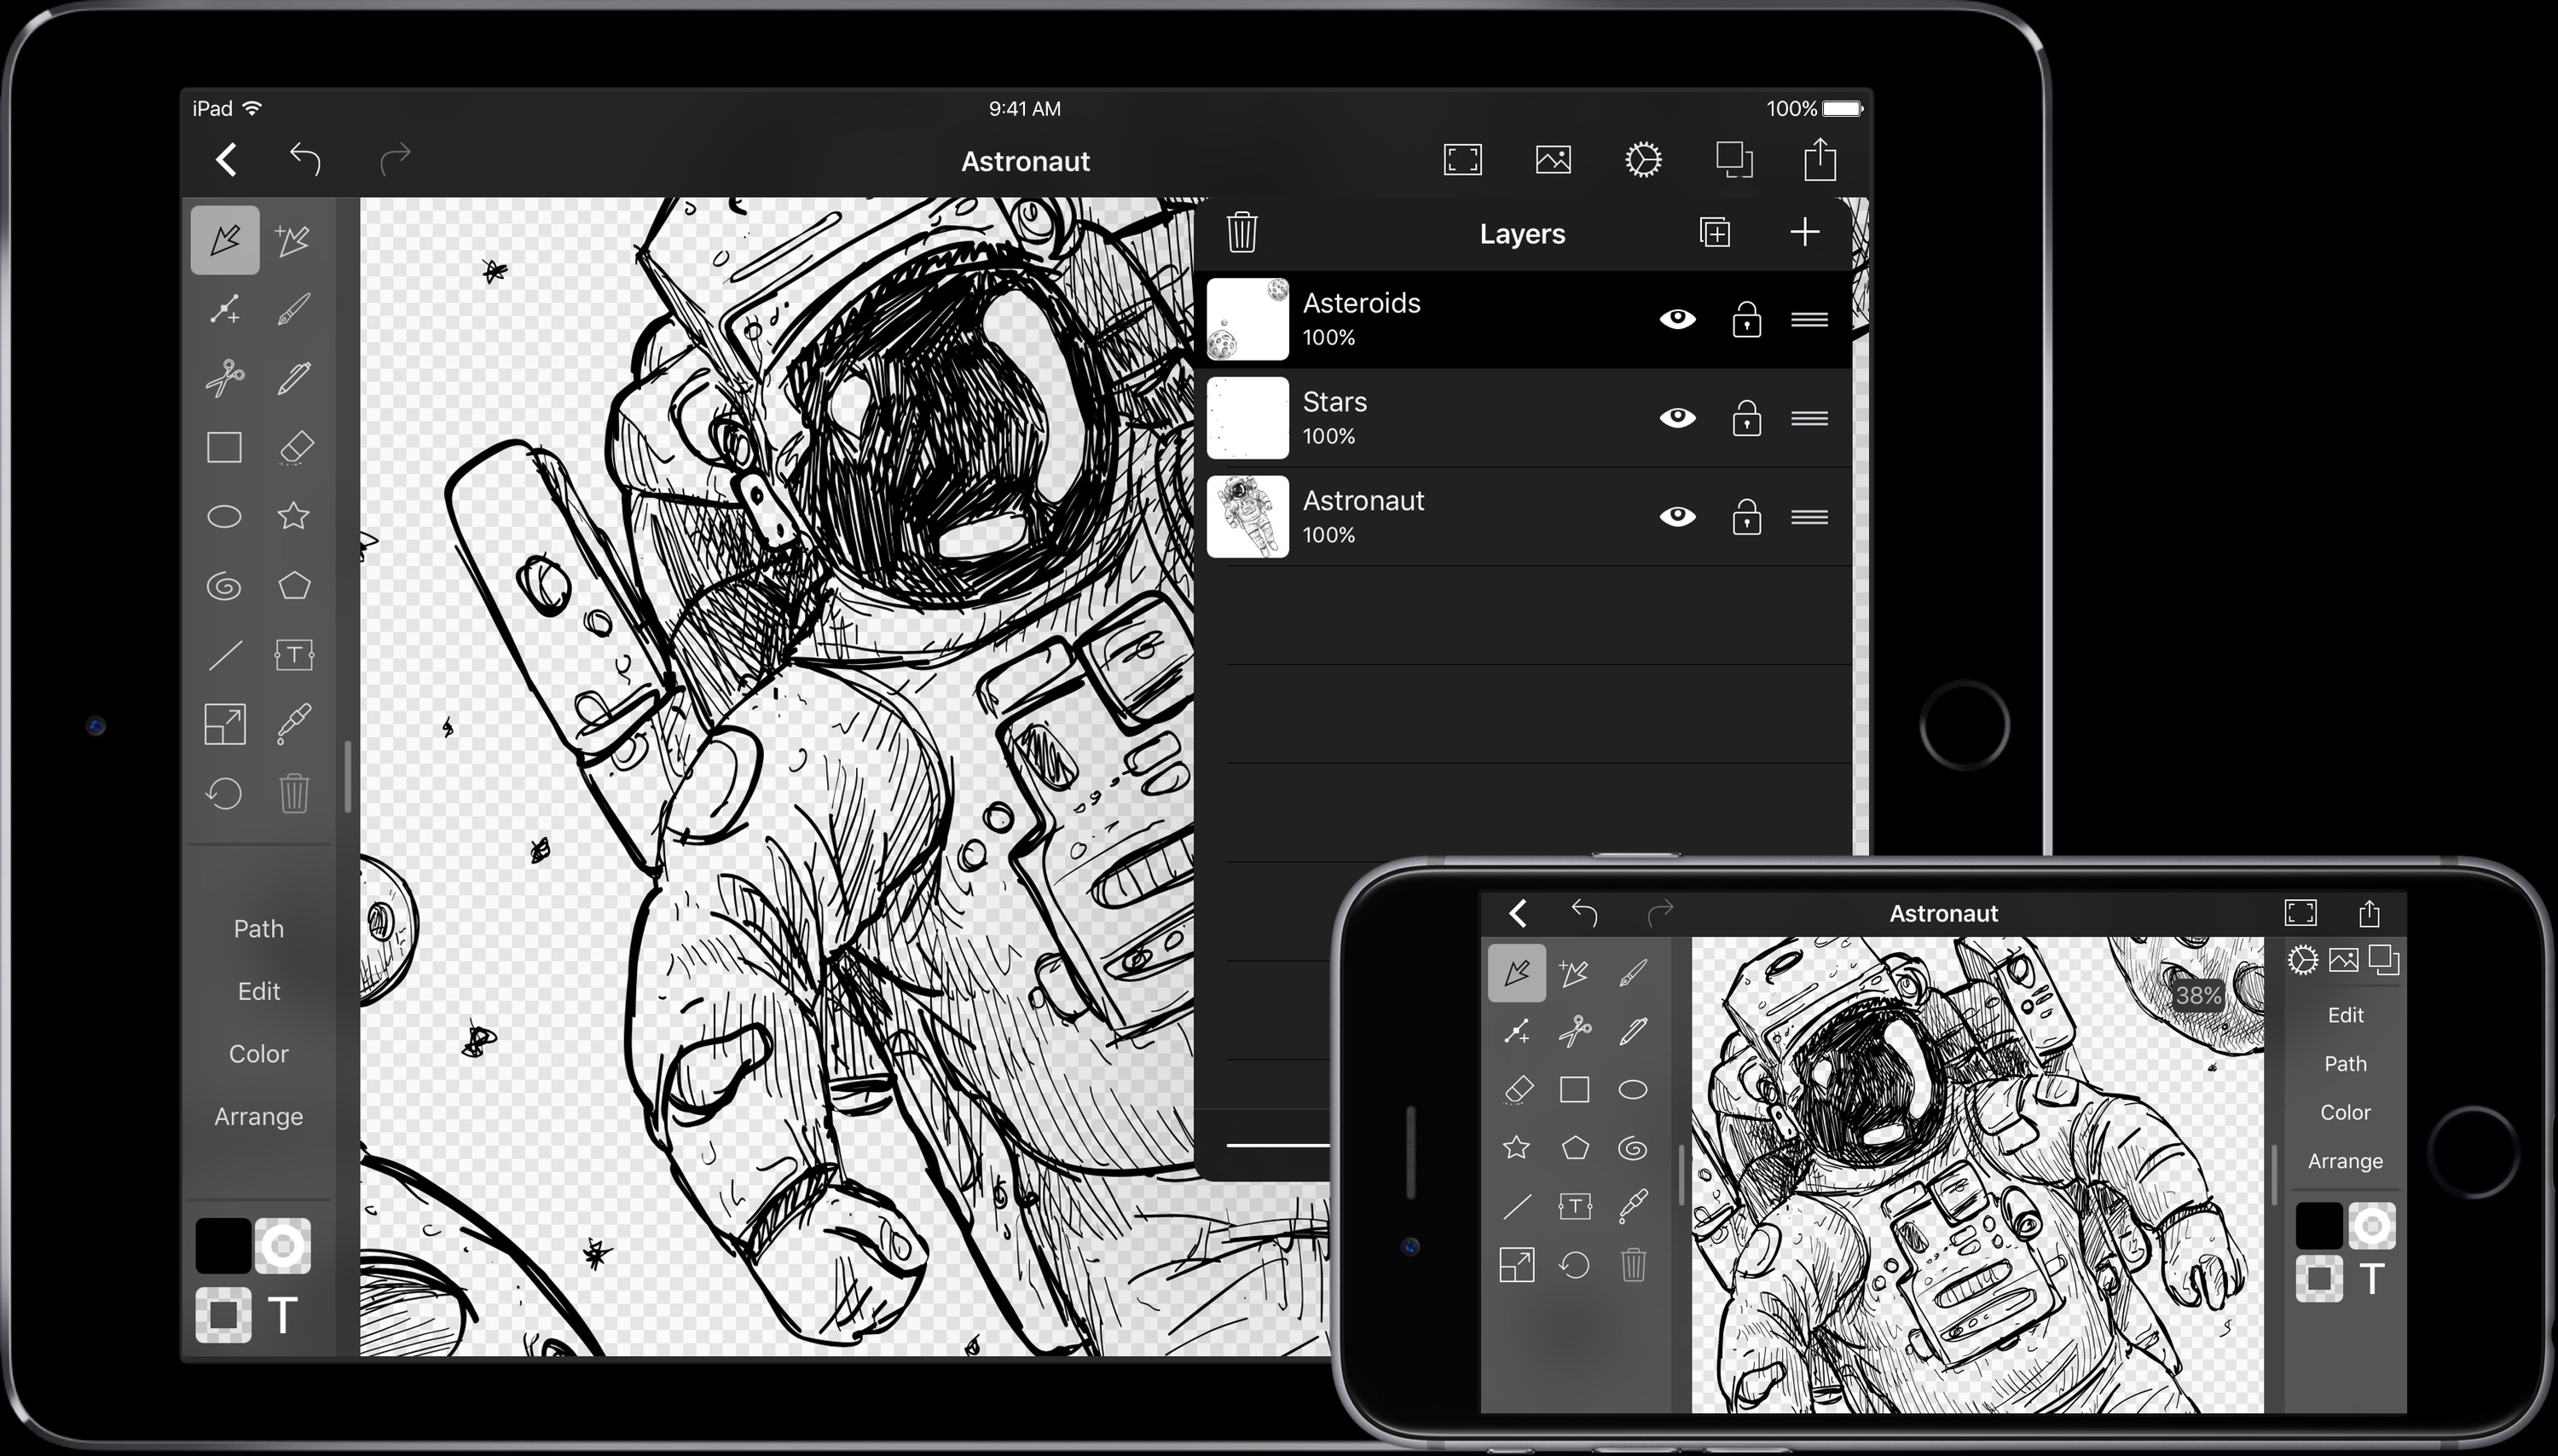 iPad
9:41 AM
100%
Astronaut
Layers
Asteroids
100%
Stars
100%
Astronaut
100%
T
Path
Edit
Color
Arrange
T
Astronaut
38%
T
Edit
Path
Color
Arrange
T